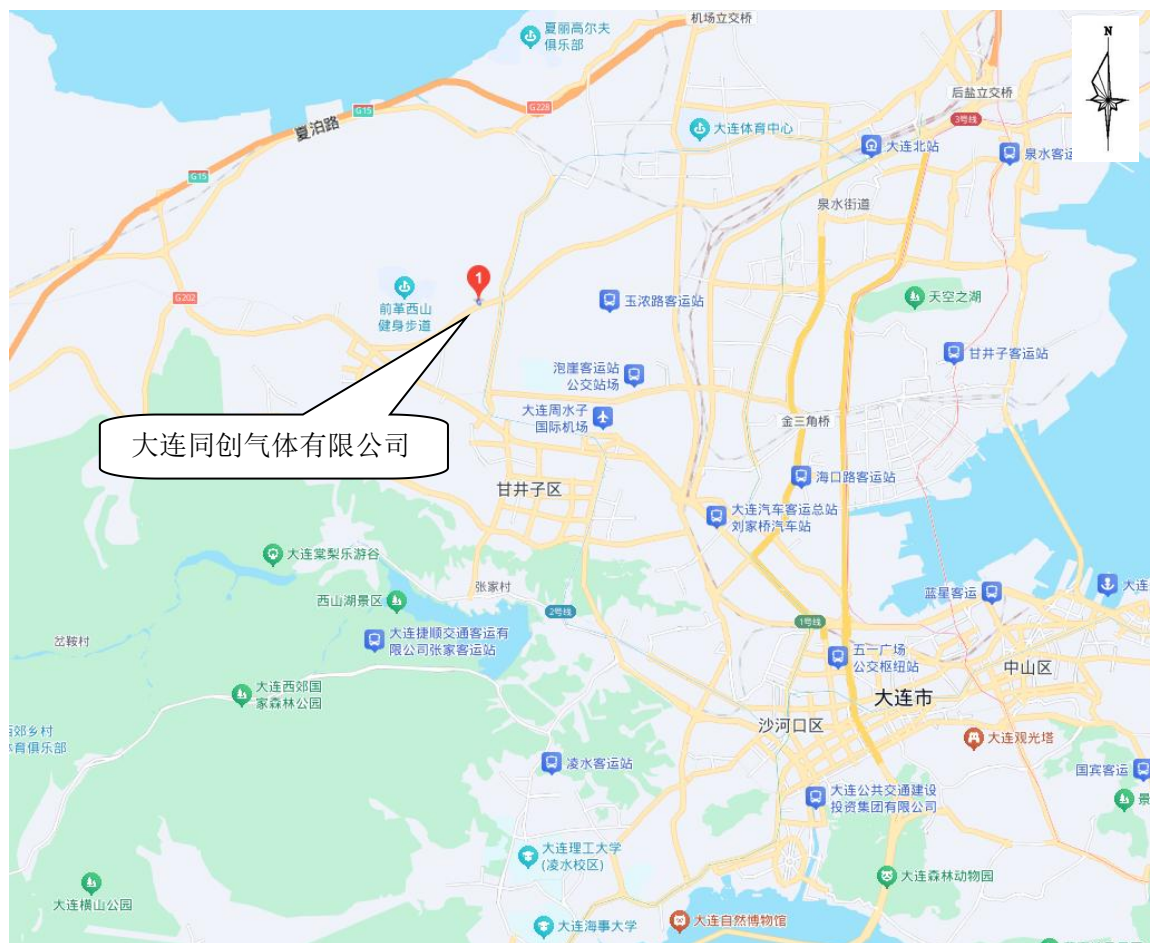 机场立交桥
夏丽高尔夫
俱乐部
N
后盐立交桥
G228
G15
夏泊路
3号线
大连体育中心
大连北站
泉水客运
G15
泉水街道
1
G202
前革西山
健身步道
玉浓路客运站
天空之湖
甘井子客运站
泡崖客运站
公交站场
大连周水子
国际机场
金三角桥
大连同创气体有限公司
海口路客运站
甘井子区
大连汽车客运总站
刘家桥汽车站
大连棠梨乐游谷
张家村
蓝星客运
大连
西山湖景区
2号线
1号线
岔鞍村
大连捷顺交通客运有
限公司张家客运站
五一广场
公交枢纽站
中山区
大连西郊国
家森林公园
大连市
郊乡村
育俱乐部
沙河口区
大连观光塔
凌水客运站
国宾客运
大连公共交通建设
投资集团有限公司
景
大连理工大学
(凌水校区)
大连森林动物园
大连横山公园
大连海事大学
大连自然博物馆